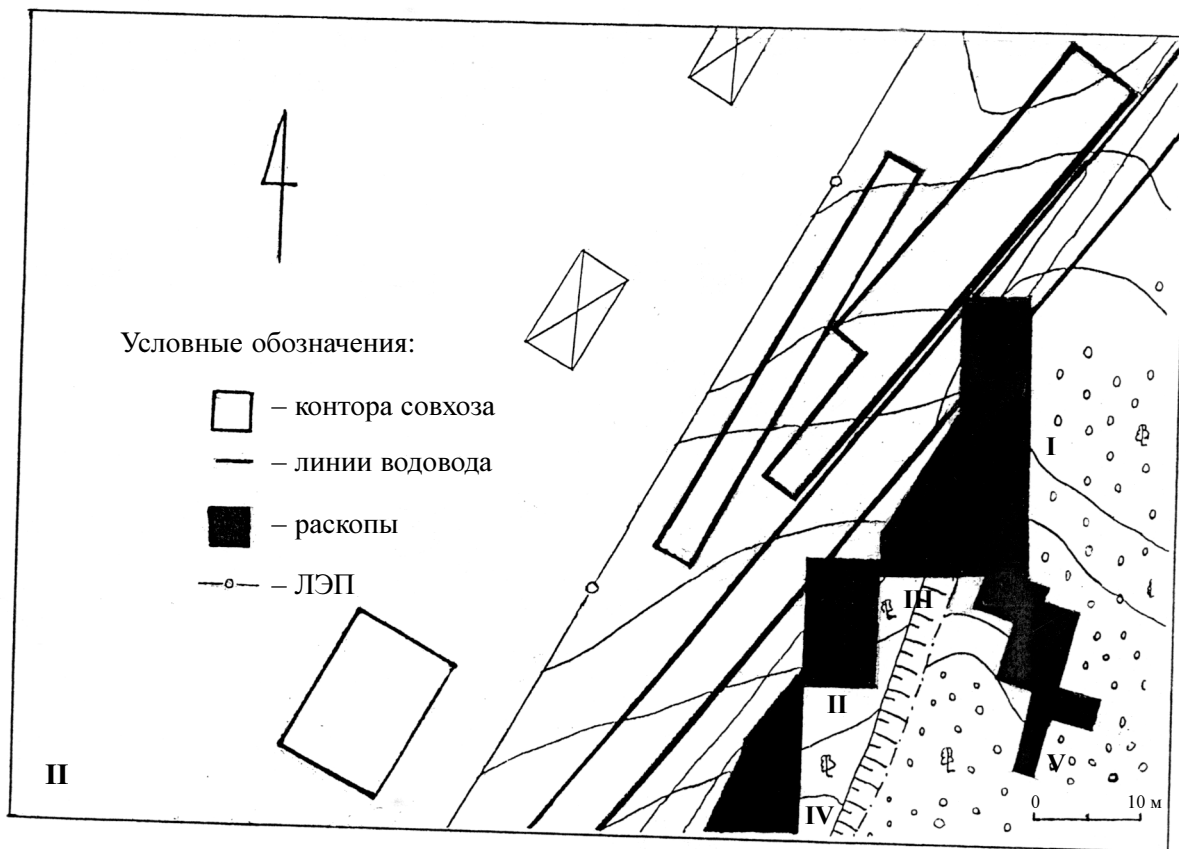 Условные обозначения:
– контора совхоза
– линии водовода
– раскопы
– ЛЭП
I
III
II
V
IV
II
0 10 м